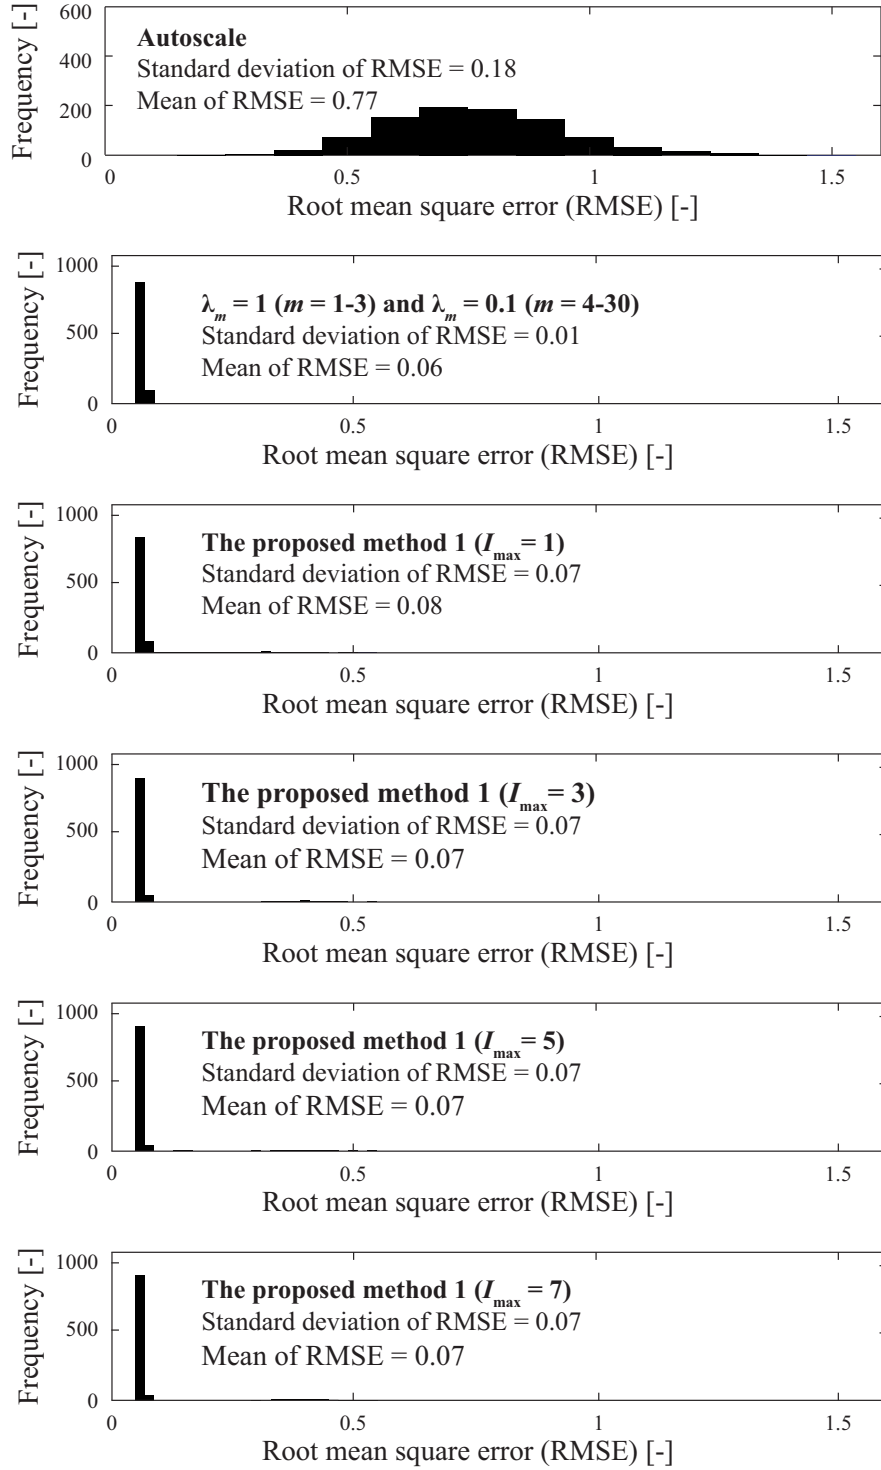 600
400
200
0
Frequency [-]
Autoscale
Standard deviation of RMSE = 0.18
Mean of RMSE = 0.77
0 0.5 1 1.5
Root mean square error (RMSE) [-]
1000
500
0
Frequency [-]
λm = 1 (m = 1-3) and λm = 0.1 (m = 4-30)
Standard deviation of RMSE = 0.01
Mean of RMSE = 0.06
0 0.5 1 1.5
Root mean square error (RMSE) [-]
1000
500
0
Frequency [-]
The proposed method 1 (Imax= 1)
Standard deviation of RMSE = 0.07
Mean of RMSE = 0.08
0 0.5 1 1.5
Root mean square error (RMSE) [-]
1000
500
0
Frequency [-]
The proposed method 1 (Imax= 3)
Standard deviation of RMSE = 0.07
Mean of RMSE = 0.07
0 0.5 1 1.5
Root mean square error (RMSE) [-]
1000
500
0
Frequency [-]
The proposed method 1 (Imax= 5)
Standard deviation of RMSE = 0.07
Mean of RMSE = 0.07
0 0.5 1 1.5
Root mean square error (RMSE) [-]
1000
500
0
Frequency [-]
The proposed method 1 (Imax = 7)
Standard deviation of RMSE = 0.07
Mean of RMSE = 0.07
0 0.5 1 1.5
Root mean square error (RMSE) [-]